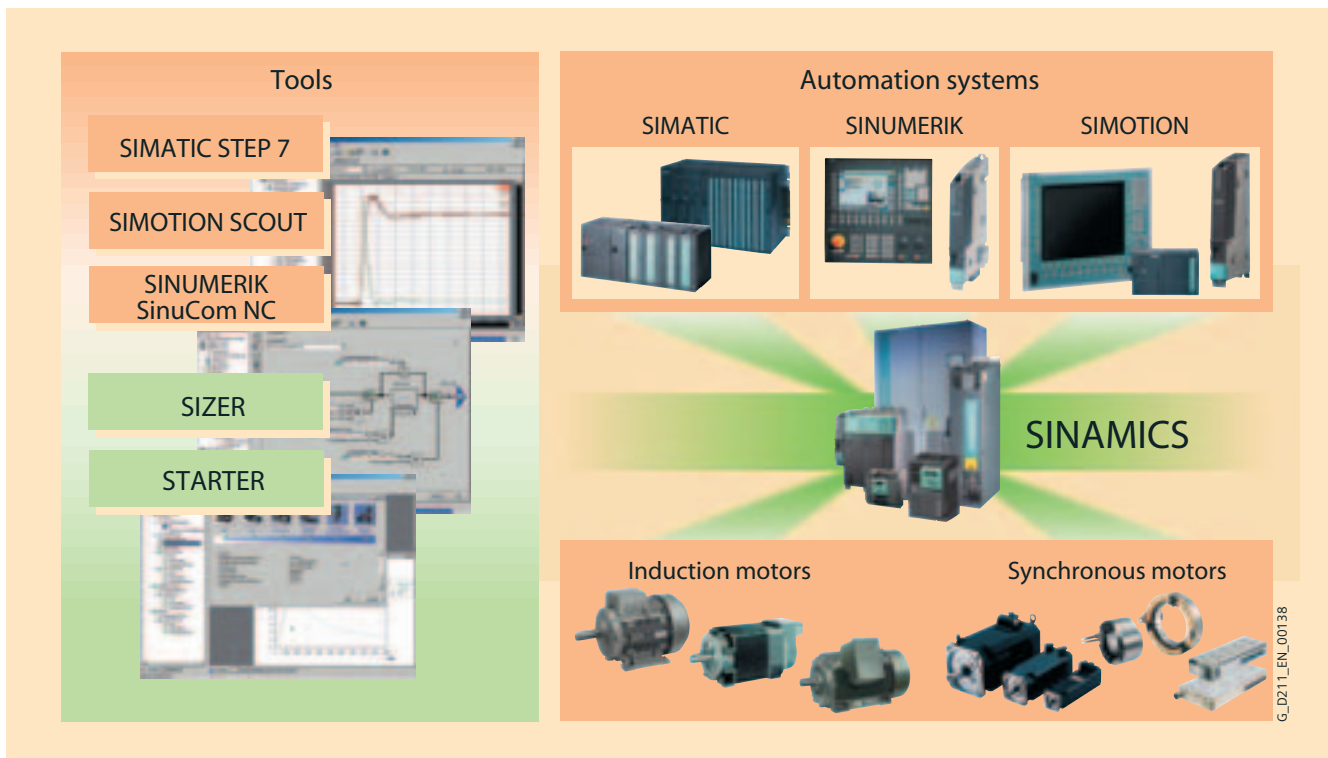 Tools
SIMATIC STEP 7
SIMOTION SCOUT
SINUMERIK
SinuCom NC
SIZER
STARTER
Automation systems
SIMATIC
SINUMERIK
SIMOTION
SINAMICS
Induction motors
Synchronous motors
G_D211_EN_00138